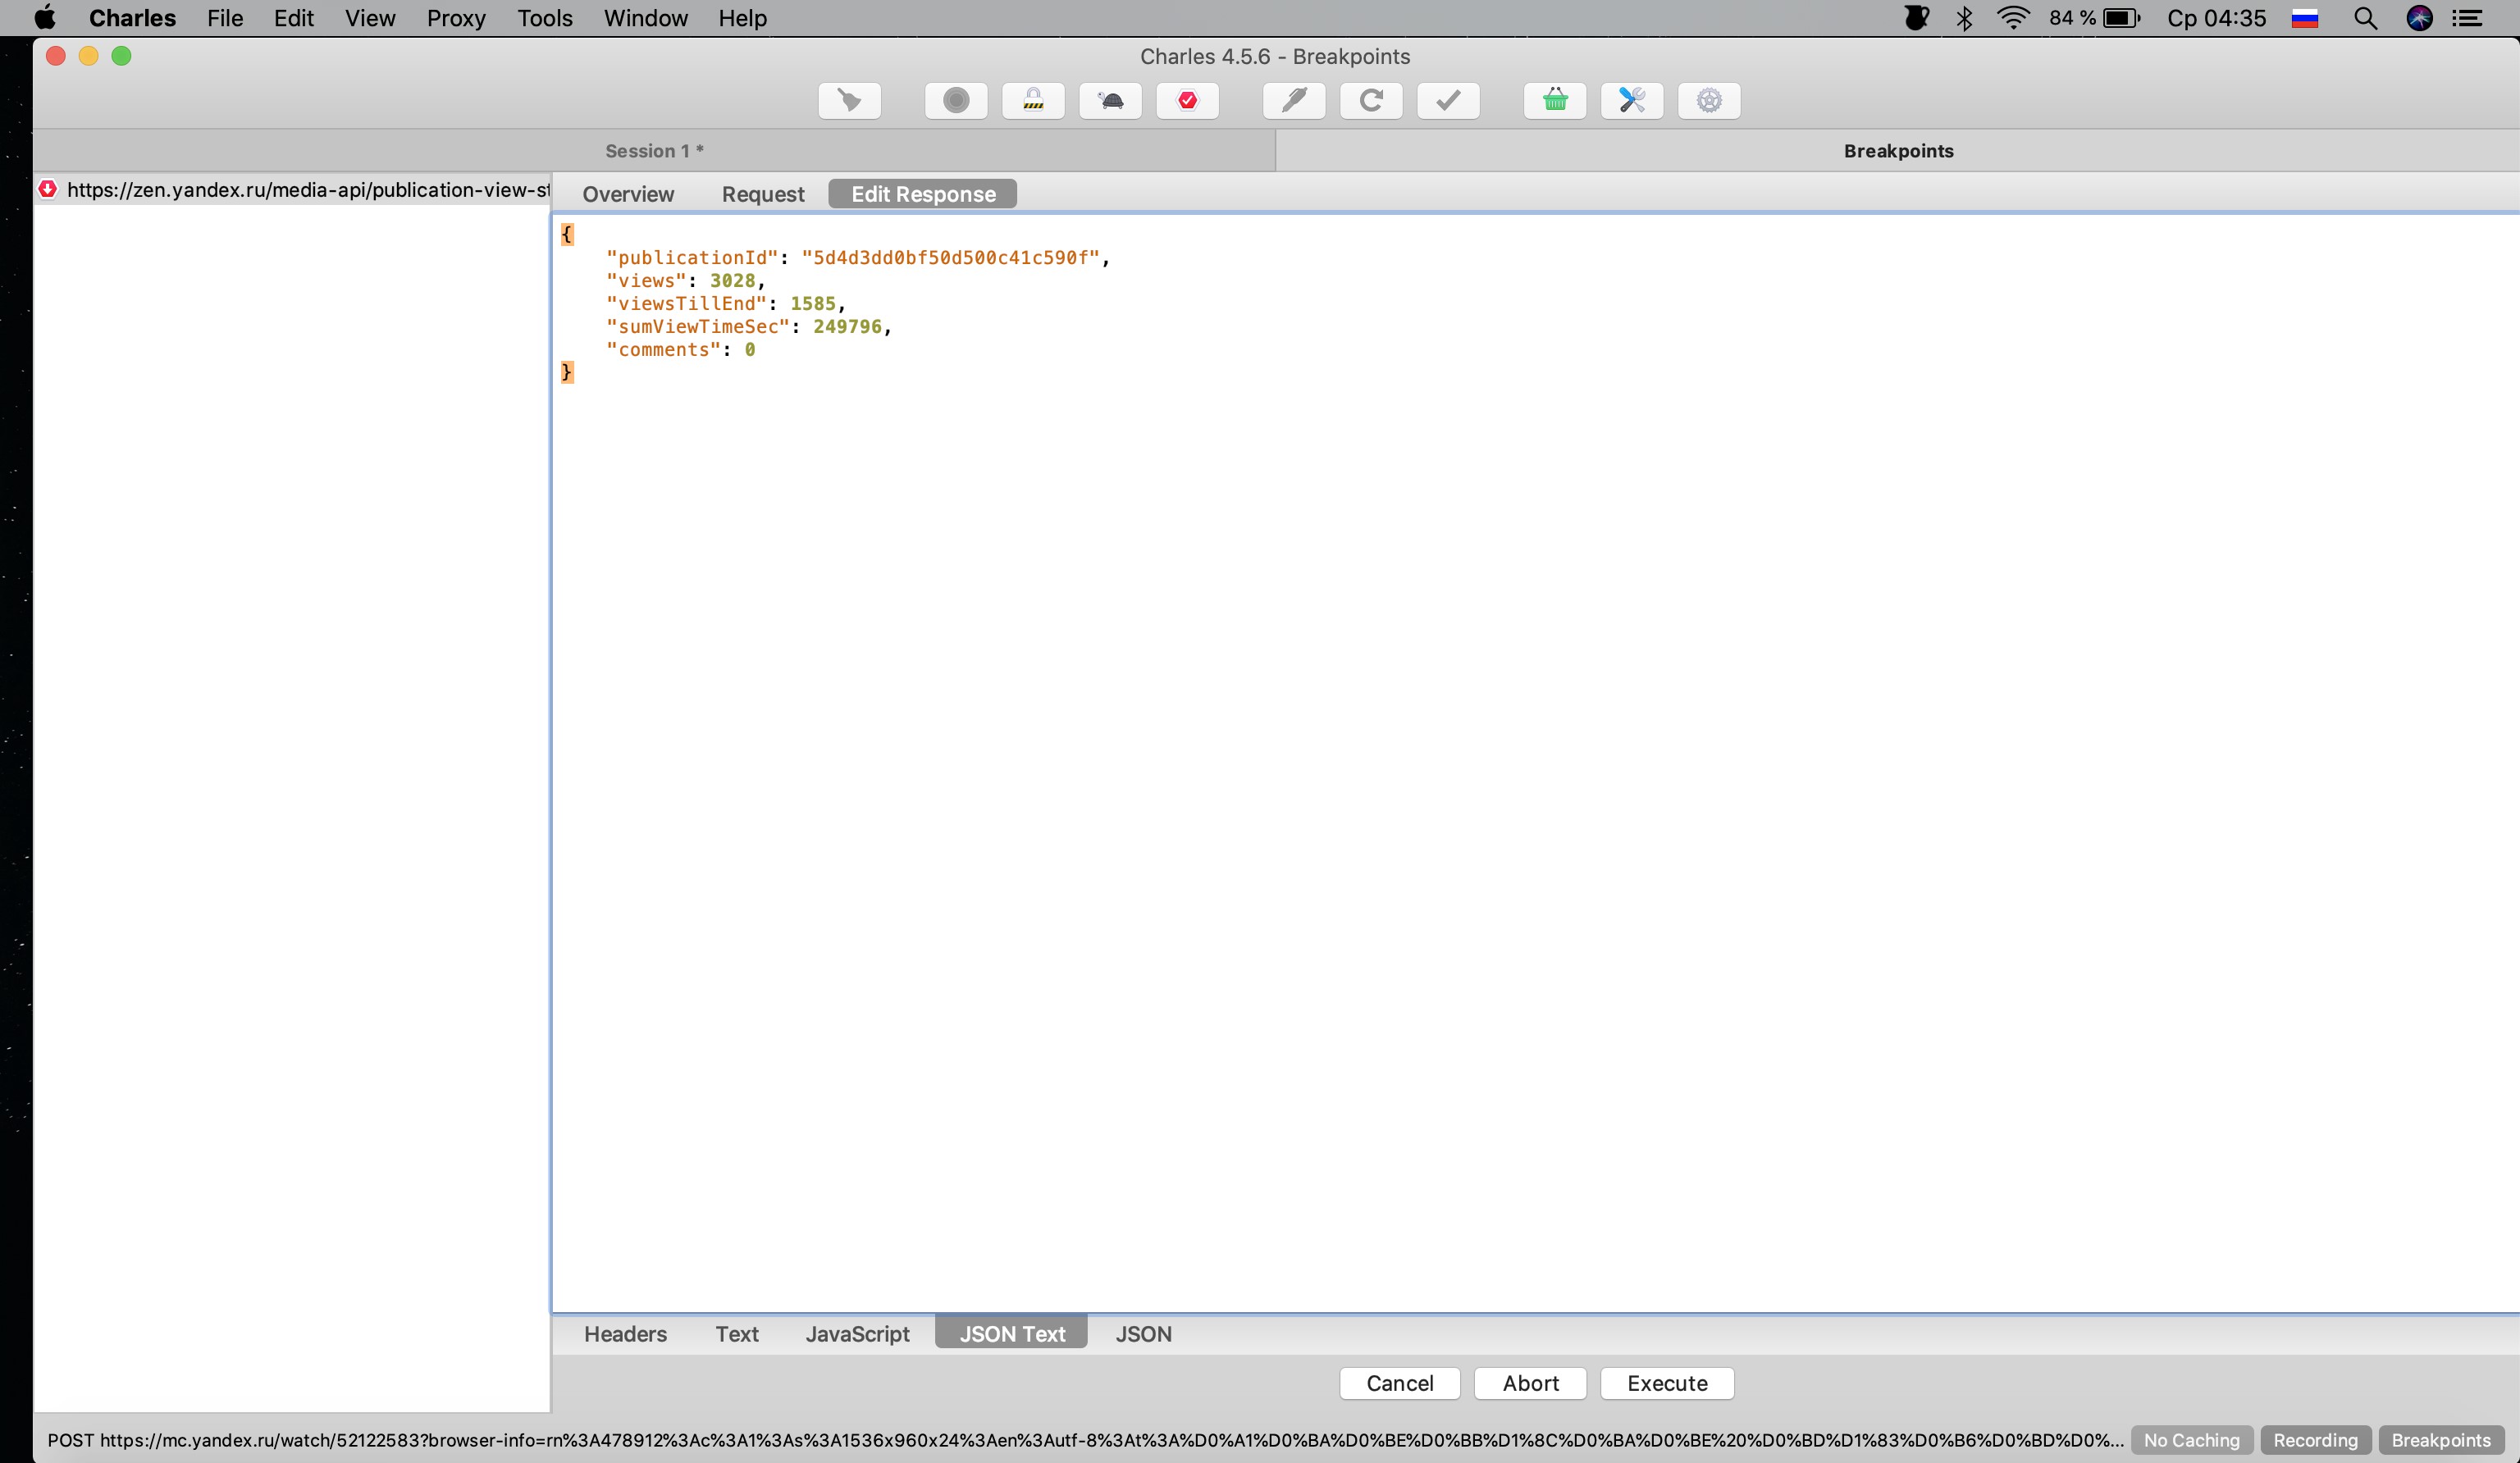 Charles File Edit View Proxy Tools Window Help 84 % Ср 04:35
Charles 4.5.6 - Breakpoints
Session 1 * Breakpoints
https://zen.yandex.ru/media-api/publication-view-st
Overview Request Edit Response
{
"publicationId": "5d4d3dd0bf50d500c41c590f",
"views": 3028,
"viewsTillEnd": 1585,
"sumViewTimeSec": 249796,
"comments": 0
}
Headers Text JavaScript JSON Text JSON
Cancel Abort Execute
POST https://mc.yandex.ru/watch/52122583?browser-info=rn%3A478912%3Ac%3A1%3As%3A1536x960x24%3Aen%3Autf-8%3At%3A%D0%A1%D0%BA%D0%BE%D0%BB%D1%8C%D0%BA%D0%BE%20%D0%BD%D1%83%D0%B6%D0%BD%D0%... No Caching Recording Breakpoints